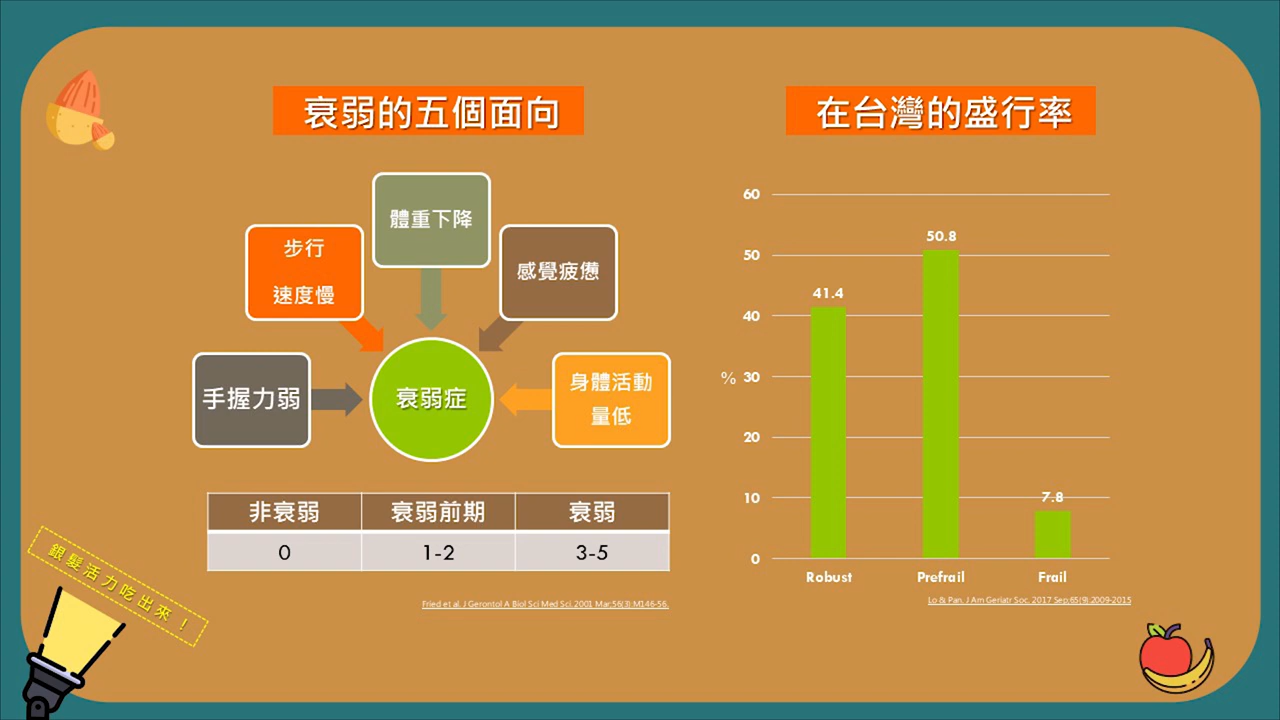 衰弱的五個面向
體重下降
步行
速度慢
感覺疲憊
手握力弱
衰弱症
身體活動
量低
非衰弱 衰弱前期 衰弱
0 1-2 3-5
Fried et al. J Gerontol A Biol Sci Med Sci. 2001 Mar;56(3):M146-56.
在台灣的盛行率
60
50
40
% 30
20
10
0
41.4
50.8
7.8
Robust Prefrail Frail
Lo & Pan. J Am Geriatr Soc. 2017 Sep;65(9):2009-2015
銀髮活力吃出來！